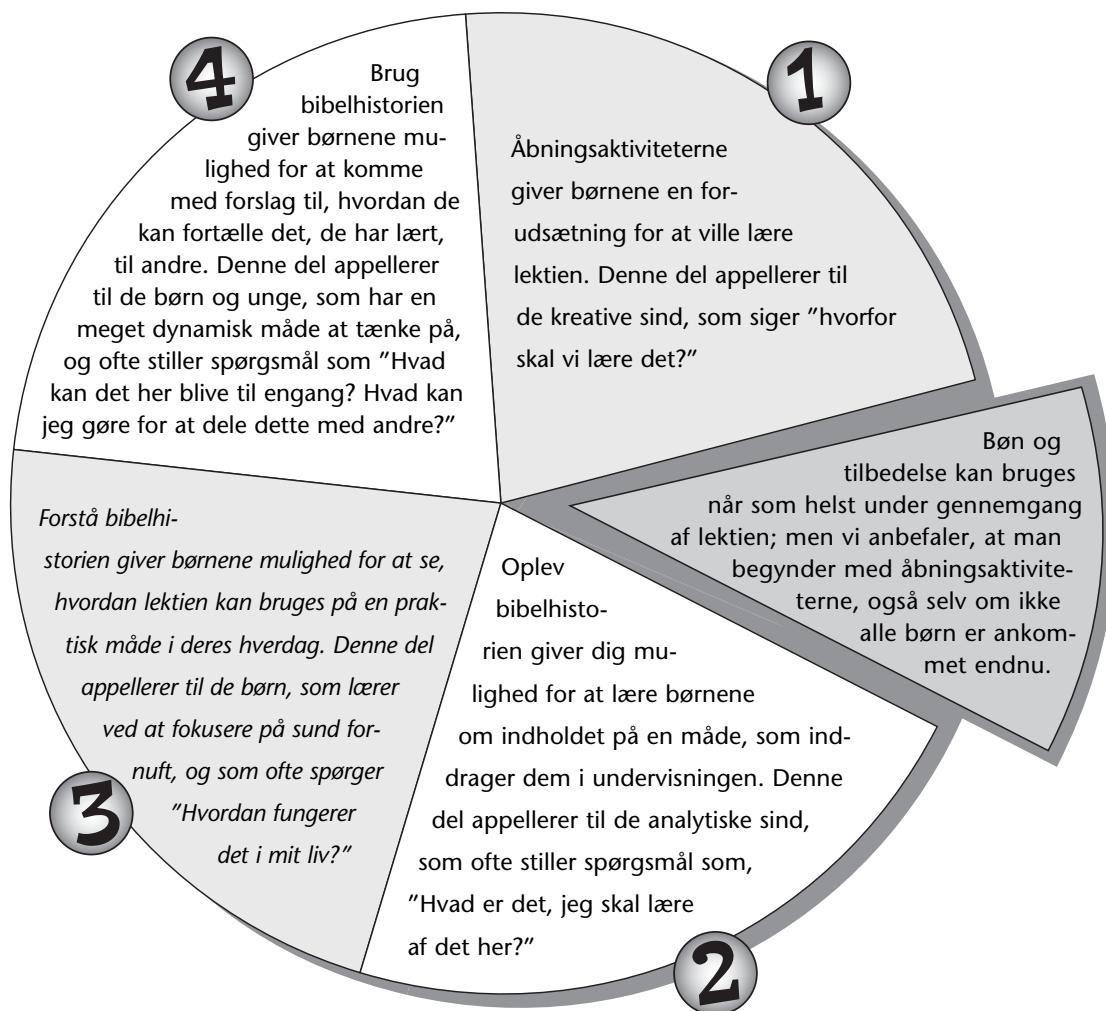 1
Åbningsaktiviteterne
giver børnene en for-
udsætning for at ville lære
lektien. Denne del appellerer til
de kreative sind, som siger ”hvorfor
skal vi lære det?”
Bøn og
tilbedelse kan bruges
når som helst under gennemgang
af lektien; men vi anbefaler, at man
begynder med åbningsaktivite-
terne, også selv om ikke
alle børn er ankom-
met endnu.
2
Oplev
bibelhisto-
rien giver dig mu-
lighed for at lære børnene
om indholdet på en måde, som ind-
drager dem i undervisningen. Denne
del appellerer til de analytiske sind,
som ofte stiller spørgsmål som,
”Hvad er det, jeg skal lære
af det her?”
3
Forstå bibelhi-
storien giver børnene mulighed for at se,
hvordan lektien kan bruges på en prak-
tisk måde i deres hverdag. Denne del
appellerer til de børn, som lærer
ved at fokusere på sund for-
nuft, og som ofte spørger
”Hvordan fungerer
det i mit liv?”
4
Brug
bibelhistorien
giver børnene mu-
lighed for at komme
med forslag til, hvordan de
kan fortælle det, de har lært,
til andre. Denne del appellerer
til de børn og unge, som har en
meget dynamisk måde at tænke på,
og ofte stiller spørgsmål som ”Hvad
kan det her blive til engang? Hvad kan
jeg gøre for at dele dette med andre?”